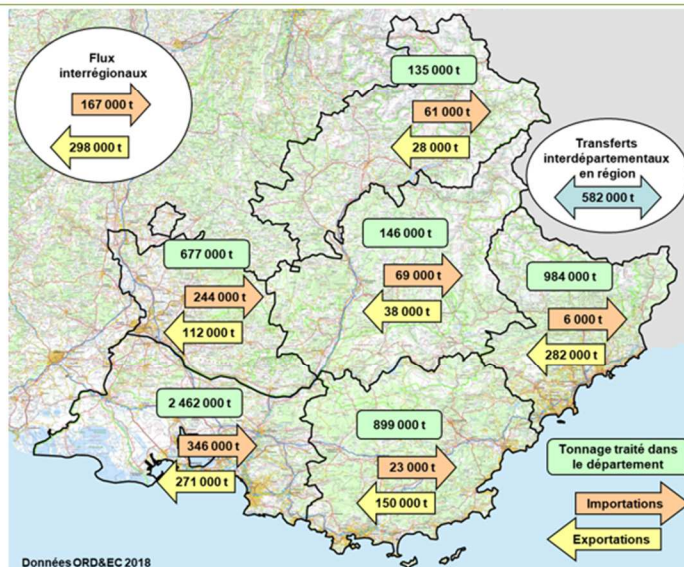 Flux
interrégionaux
167 000 t
298 000 t
135 000 t
61 000 t
28 000 t
Transferts
interdépartementaux
en région
582 000 t
146 000 t
69 000 t
38 000 t
677 000 t
244 000 t
112 000 t
984 000 t
6 000 t
282 000 t
2 462 000 t
346 000 t
271 000 t
899 000 t
23 000 t
150 000 t
Tonnage traité dans
le département
Importations
Exportations
Données ORD&EC 2018